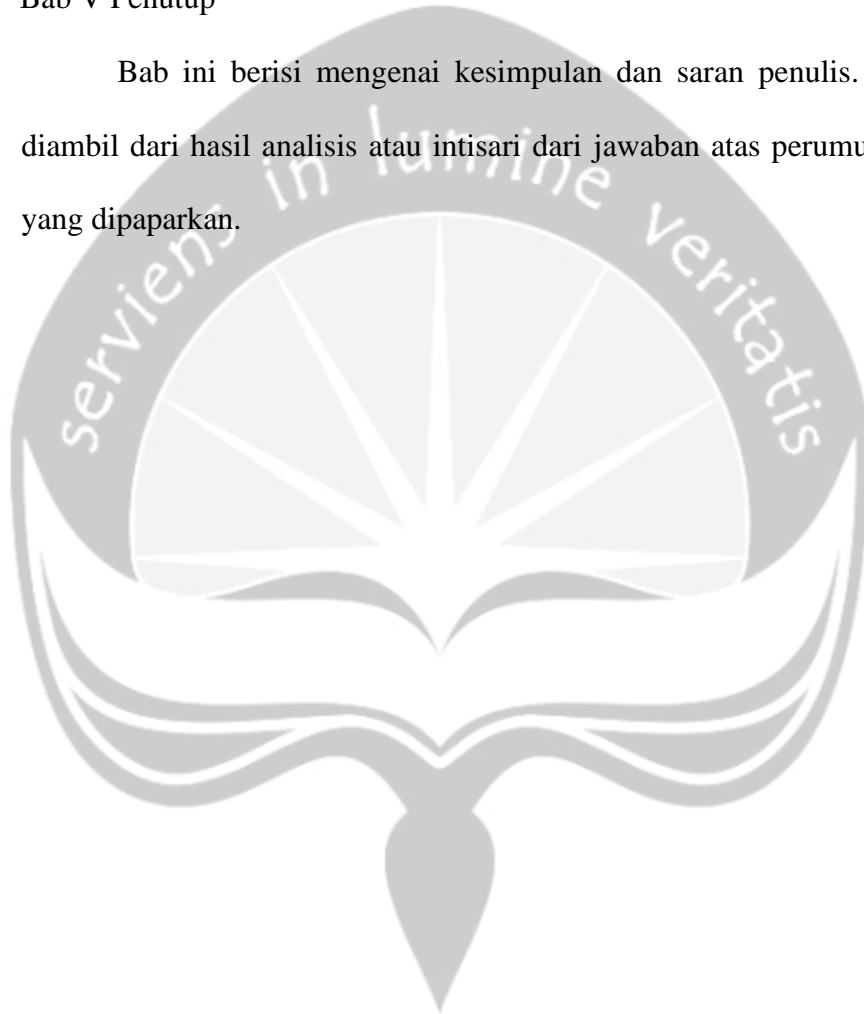 Bab V Penutup
Bab ini berisi mengenai kesimpulan dan saran penulis.
diambil dari hasil analisis atau intisari dari jawaban atas perumu
yang dipaparkan.
serviens in lumine veritatis